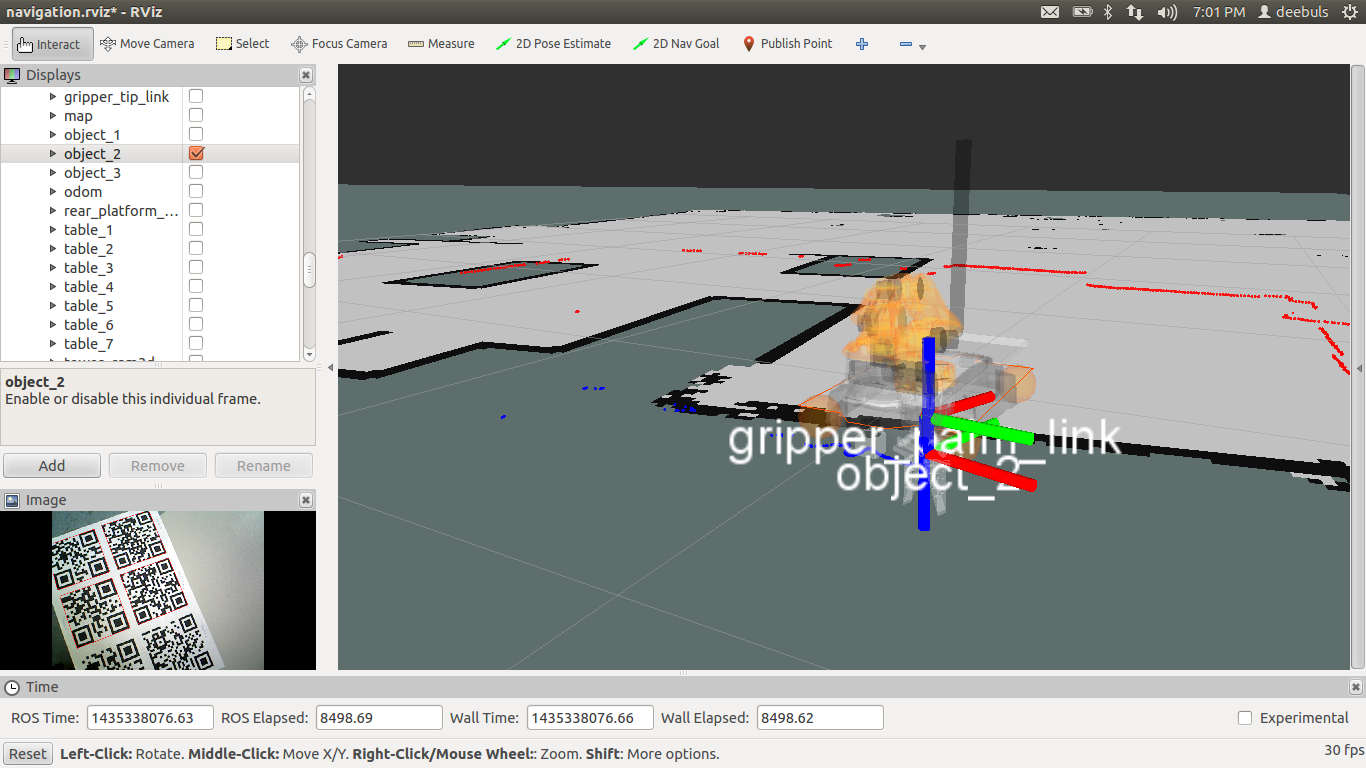 navigation.rviz* - RViz
7:01 PM deebuls
Interact Move Camera Select Focus Camera Measure 2D Pose Estimate 2D Nav Goal Publish Point
Displays
gripper_tip_link
map
object_1
object_2
object_3
odom
rear_platform_...
table_1
table_2
table_3
table_4
table_5
table_6
table_7
object_2
Enable or disable this individual frame.
Add Remove Rename
Image
gripper_palm_link
object_2
Time
ROS Time: 1435338076.63 ROS Elapsed: 8498.69 Wall Time: 1435338076.66 Wall Elapsed: 8498.62 Experimental
Reset Left-Click: Rotate. Middle-Click: Move X/Y. Right-Click/Mouse Wheel:: Zoom. Shift: More options. 30 fps